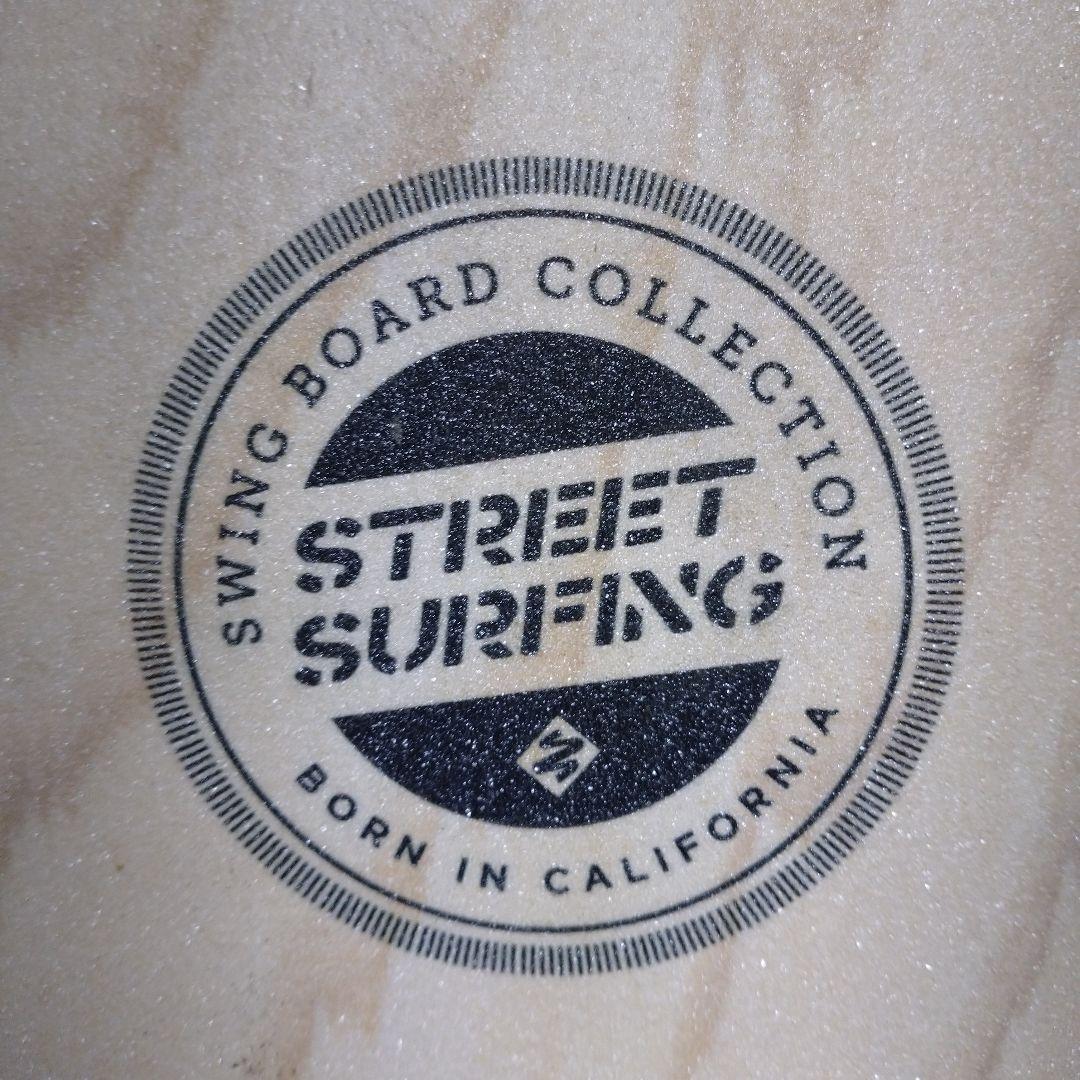 SWING BOARD COLLECTION
STREET
SURFING
BORN IN CALIFORNIA